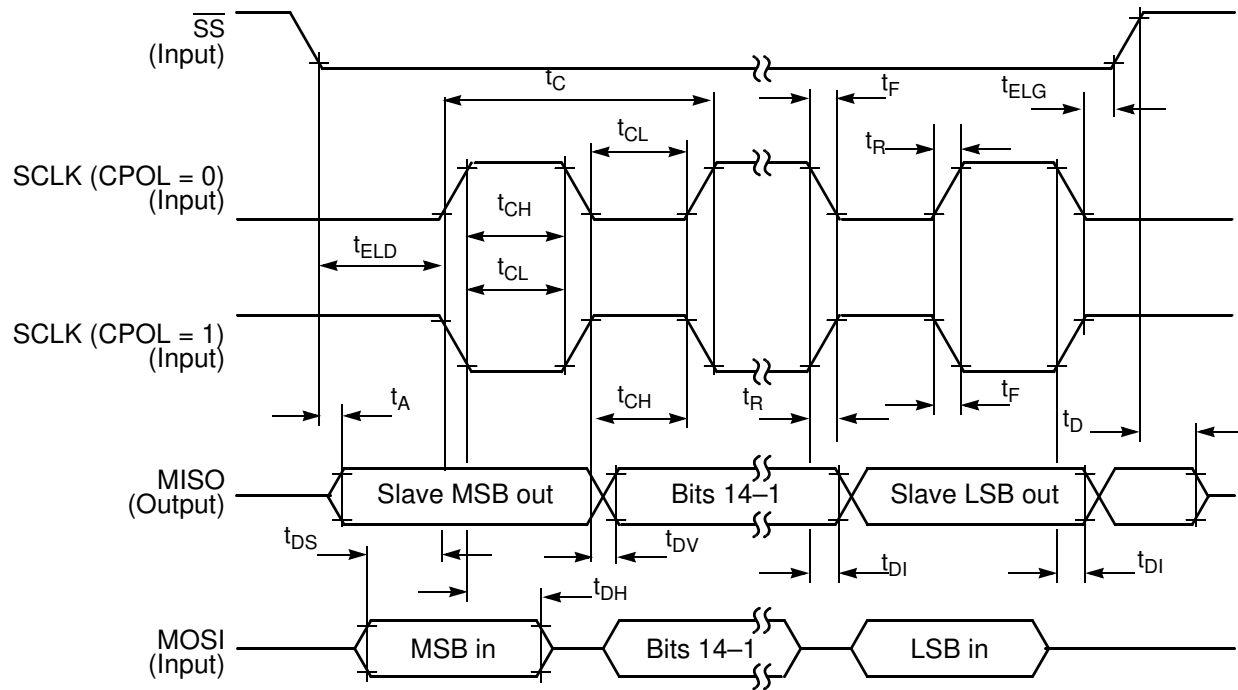 SS
(Input)
tC
tF
tELG
tCL
tR
SCLK (CPOL = 0)
(Input)
tCH
tELD
tCL
SCLK (CPOL = 1)
(Input)
tA
tCH
tR
tF
tD
MISO
(Output)
Slave MSB out
Bits 14–1
Slave LSB out
tDS
tDV
tDI
tDI
tDH
MOSI
(Input)
MSB in
Bits 14–1
LSB in